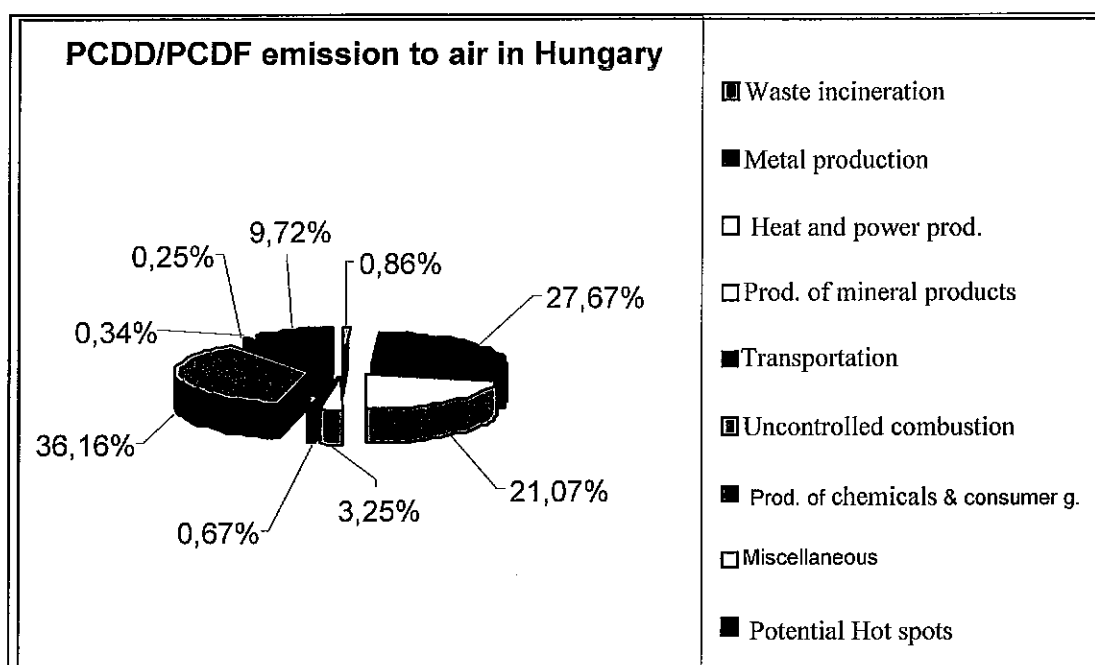 PCDD/PCDF emission to air in Hungary
9,72%
0,25%
0,86%
27,67%
0,34%
36,16%
21,07%
3,25%
0,67%
Waste incineration
Metal production
Heat and power prod.
Prod. of mineral products
Transportation
Uncontrolled combustion
Prod. of chemicals & consumer g.
Miscellaneous
Potential Hot spots